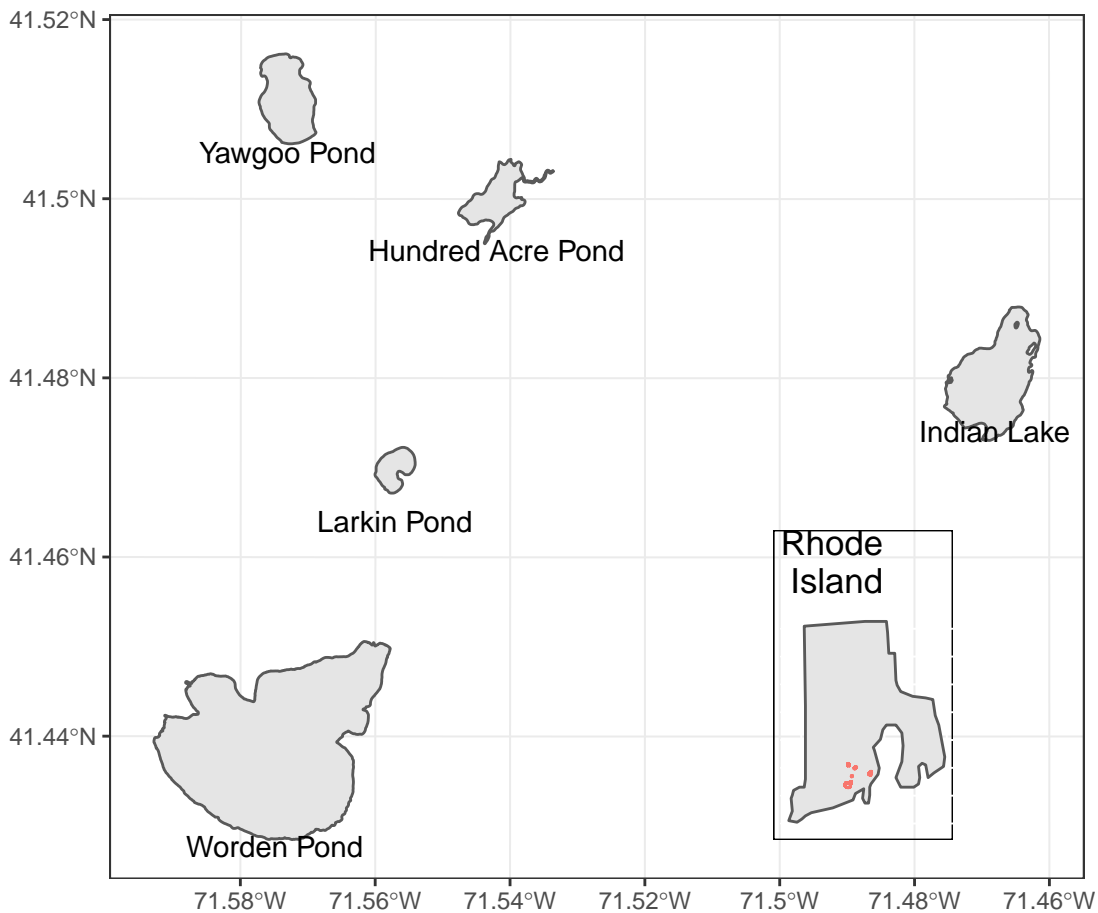 41.52°N
Yawgoo Pond
41.5°N
Hundred Acre Pond
41.48°N
Indian Lake
Larkin Pond
41.46°N
Rhode
Island
41.44°N
Worden Pond
71.58°W 71.56°W 71.54°W 71.52°W 71.5°W 71.48°W 71.46°W